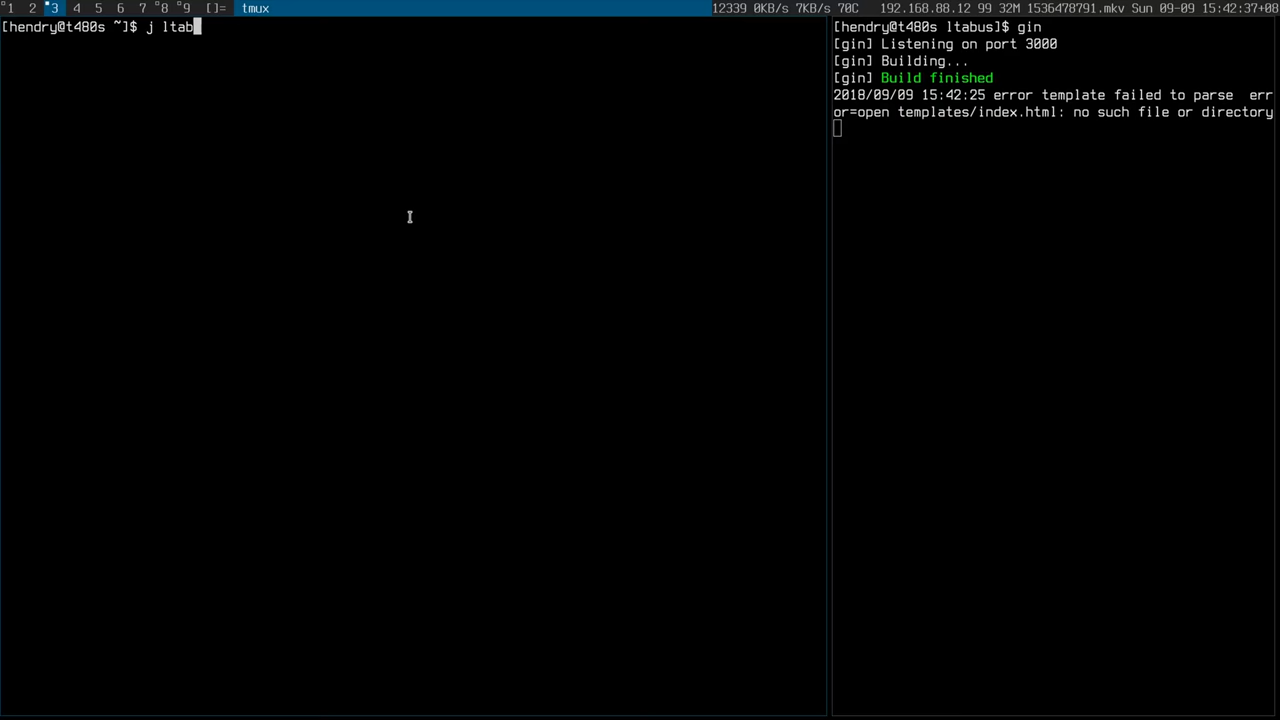 1 2 3 4 5 6 7 8 9 []= tmux 12339 0KB/s 7KB/s 70C 192.168.88.12 99 32M 1536478791.mkv Sun 09-09 15:42:37+08
[hendry@t480s ~]$ j ltab
[hendry@t480s ltabus]$ gin
[gin] Listening on port 3000
[gin] Building...
[gin] Build finished
2018/09/09 15:42:25 error template failed to parse  err
or=open templates/index.html: no such file or directory